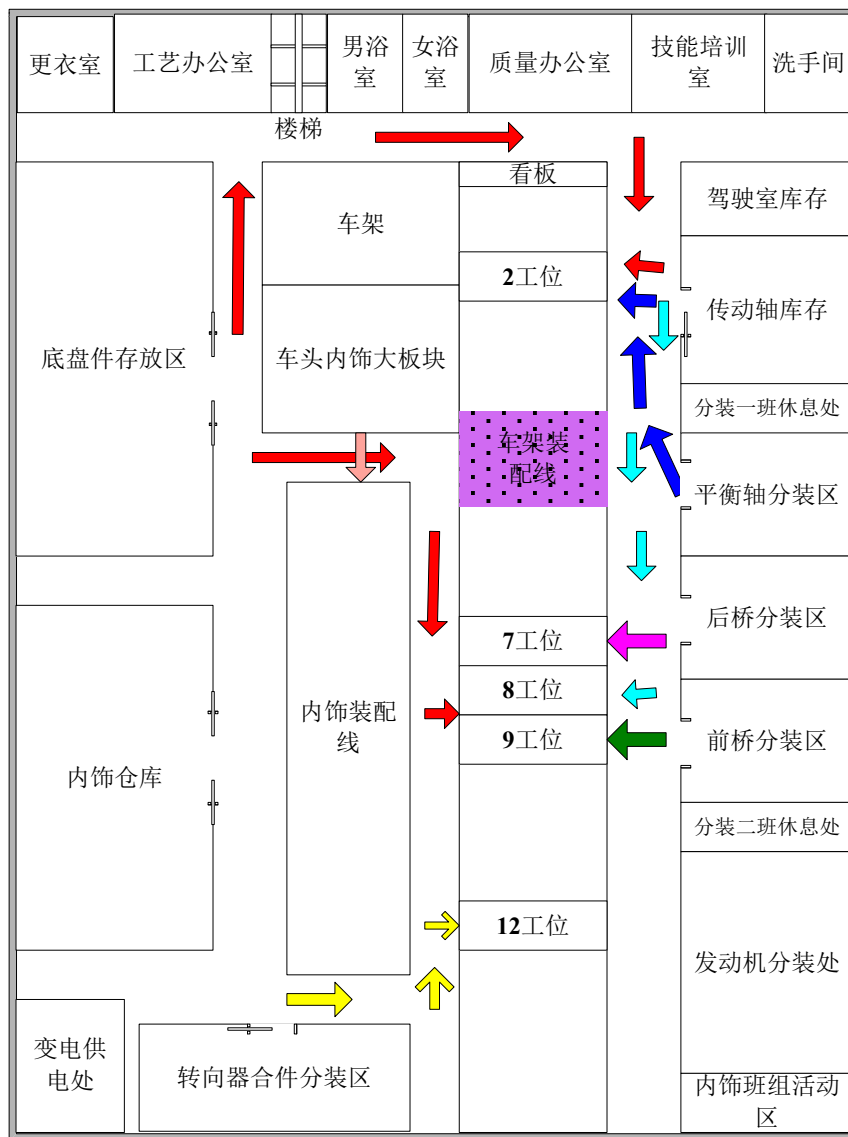 更衣室
工艺办公室
男浴
室
女浴
室
质量办公室
技能培训
室
洗手间
楼梯
看板
车架
驾驶室库存
2工位
传动轴库存
底盘件存放区
车头内饰大板块
分装一班休息处
车架装
配线
平衡轴分装区
后桥分装区
7工位
8工位
内饰装配
线
9工位
前桥分装区
内饰仓库
分装二班休息处
12工位
发动机分装处
变电供
电处
转向器合件分装区
内饰班组活动
区